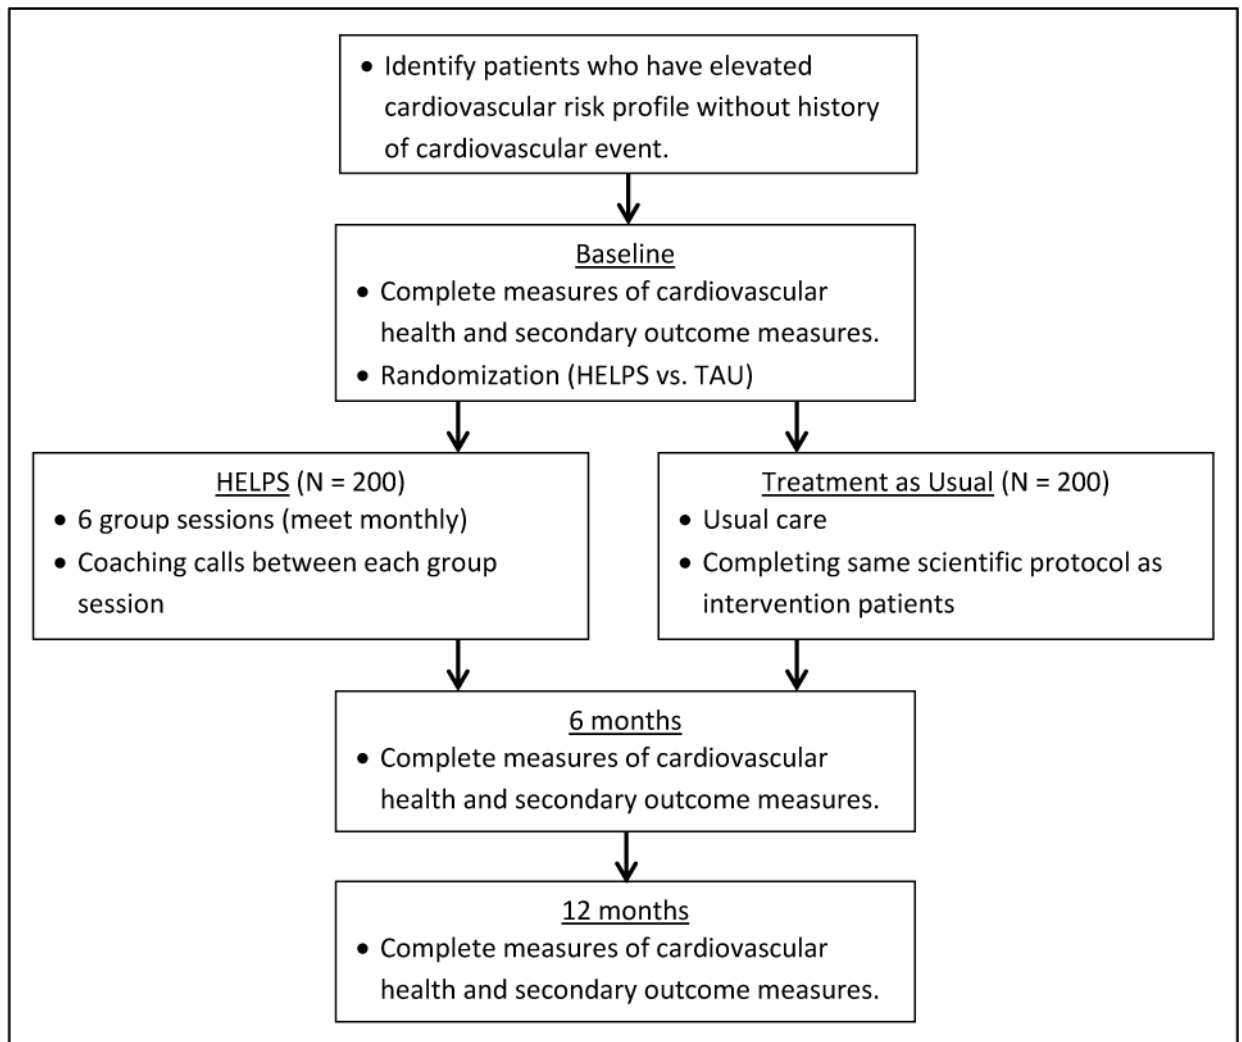 • Identify patients who have elevated
cardiovascular risk profile without history
of cardiovascular event.
Baseline
• Complete measures of cardiovascular
health and secondary outcome measures.
• Randomization (HELPS vs. TAU)
HELPS (N = 200)
• 6 group sessions (meet monthly)
• Coaching calls between each group
session
Treatment as Usual (N = 200)
• Usual care
• Completing same scientific protocol as
intervention patients
6 months
• Complete measures of cardiovascular
health and secondary outcome measures.
12 months
• Complete measures of cardiovascular
health and secondary outcome measures.